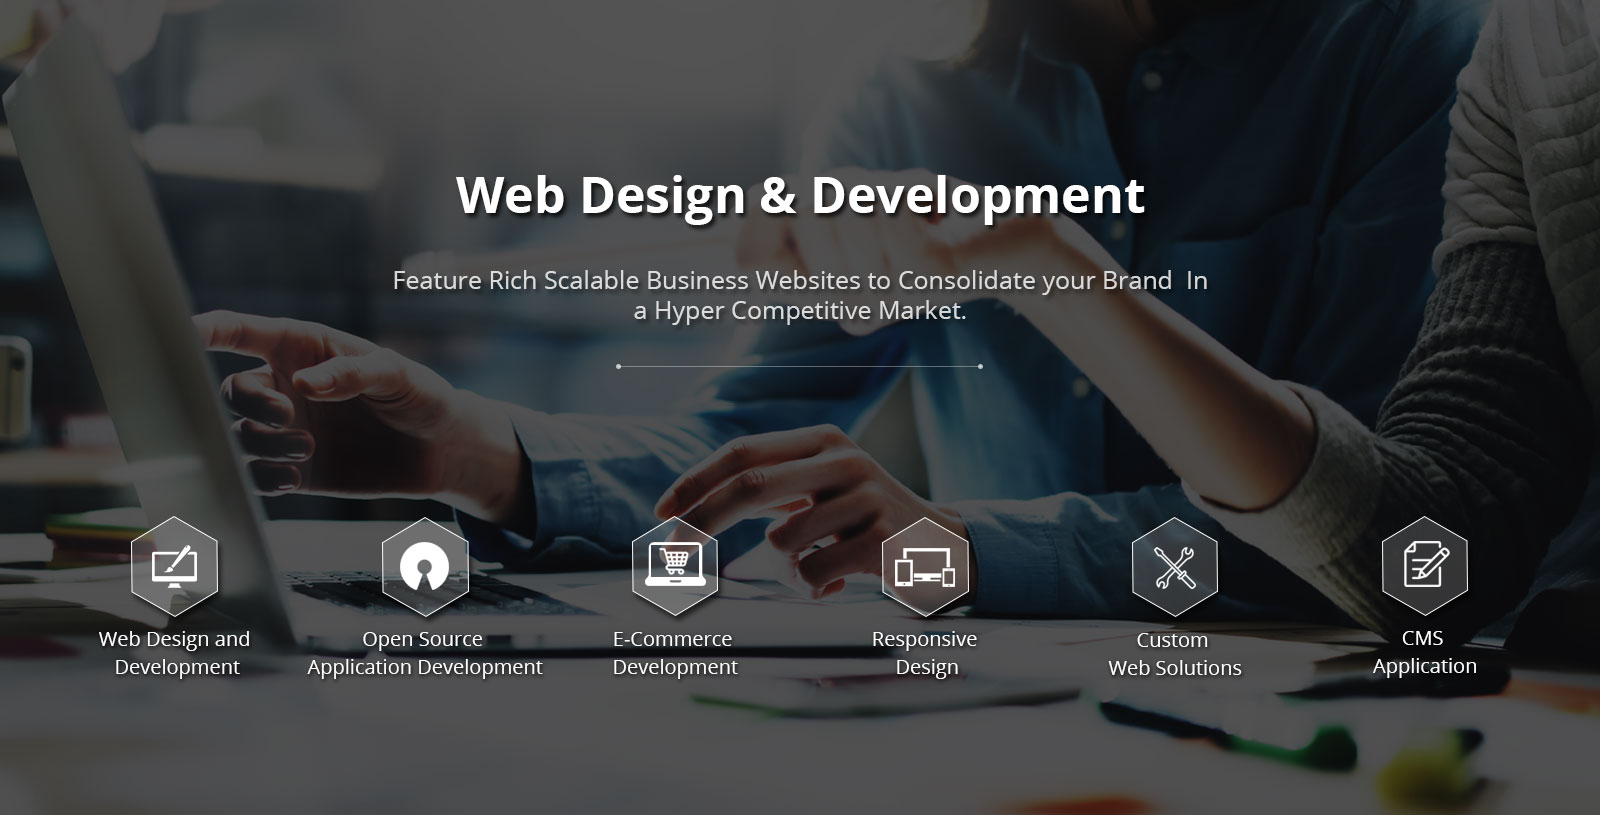 Web Design & Development
Feature Rich Scalable Business Websites to Consolidate your Brand  In
a Hyper Competitive Market.
Web Design and
Development
Open Source
Application Development
E-Commerce
Development
Responsive
Design
Custom
Web Solutions
CMS
Application